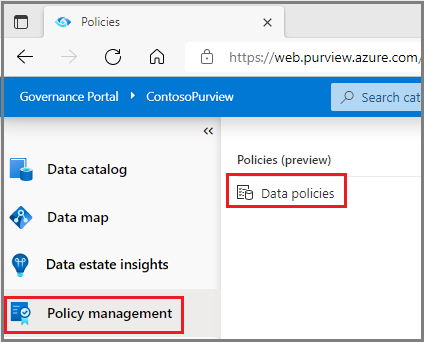 Policies
https://web.purview.azure.com/
Governance Portal ContosoPurview
Search cat
«
Data catalog
Data map
Data estate insights
Policy management
Policies (preview)
Data policies